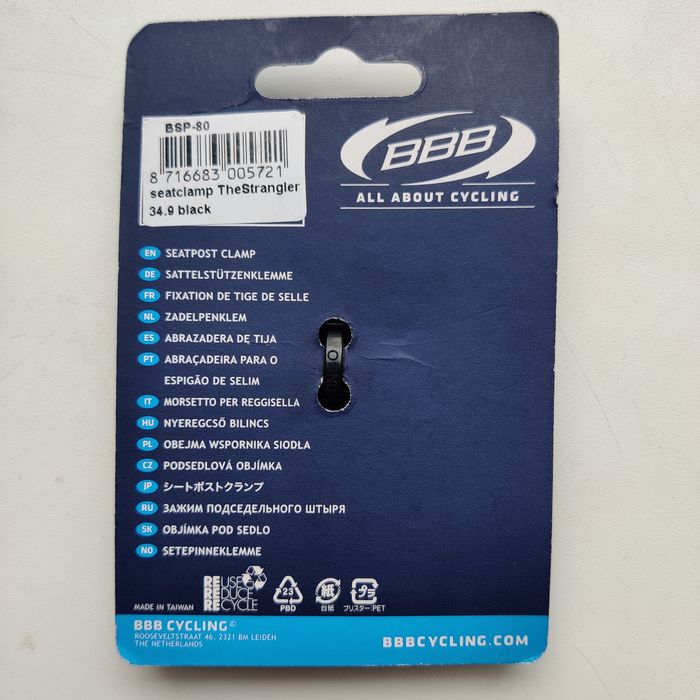 BSP-80
8 716683 005721
seatclamp TheStrangler
34.9 black
BBB
ALL ABOUT CYCLING
EN SEATPOST CLAMP
DE SATTELSTÜTZENKLEMME
FR FIXATION DE TIGE DE SELLE
NL ZADELPENKLEM
ES ABRAZADERA DE TIJA
PT ABRAÇADEIRA PARA O
ESPIGÃO DE SELIM
IT MORSETTO PER REGGISELLA
HU NYEREGCSŐ BILINCS
PL OBEJMA WSPORNIKA SIODŁA
CZ PODSEDLOVÁ OBJÍMKA
JP シートポストクランプ
RU ЗАЖИМ ПОДСЕДЕЛЬНОГО ШТЫРЯ
SK OBJÍMKA POD SEDLO
NO SETEPINNEKLEMME
MADE IN TAIWAN
REUSE
REDUCE
RECYCLE
23
PBD
紙
台紙
プラ
ブリスター:PET
BBB CYCLING©
ROOSEVELTSTRAAT 46, 2321 BM LEIDEN
THE NETHERLANDS
BBBCYCLING.COM